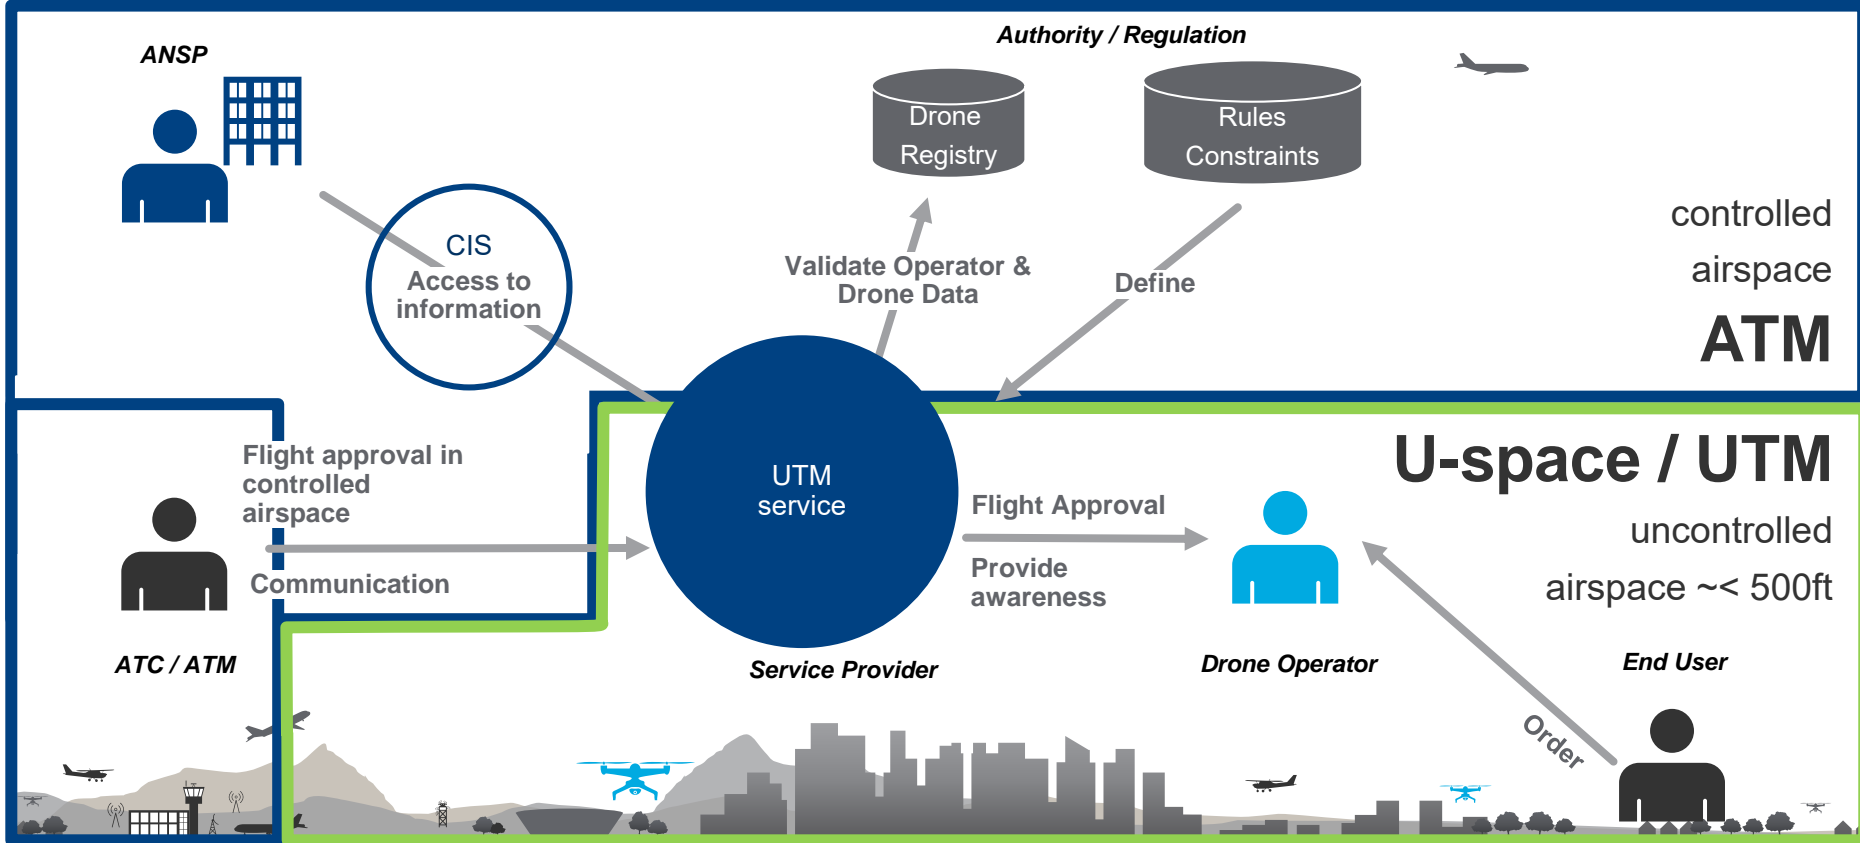 ANSP
Authority / Regulation
Drone
Registry
Rules
Constraints
controlled
airspace
ATM
CIS
Access to
information
Validate Operator &
Drone Data
Define
Flight approval in
controlled
airspace
Communication
ATC / ATM
UTM
service
Service Provider
Flight Approval
Provide
awareness
Drone Operator
U-space / UTM
uncontrolled
airspace ~< 500ft
End User
Order